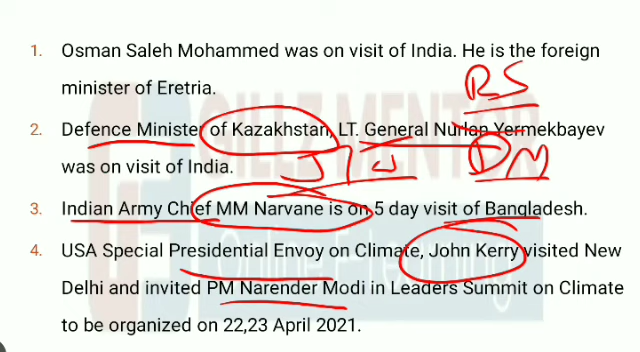 1. Osman Saleh Mohammed was on visit of India. He is the foreign
minister of Eretria.
RS
2. Defence Minister of Kazakhstan, LT. General Nurlan Yermekbayev
was on visit of India.
DM
3. Indian Army Chief MM Narvane is on 5 day visit of Bangladesh.
4. USA Special Presidential Envoy on Climate, John Kerry visited New
Delhi and invited PM Narender Modi in Leaders Summit on Climate
to be organized on 22,23 April 2021.